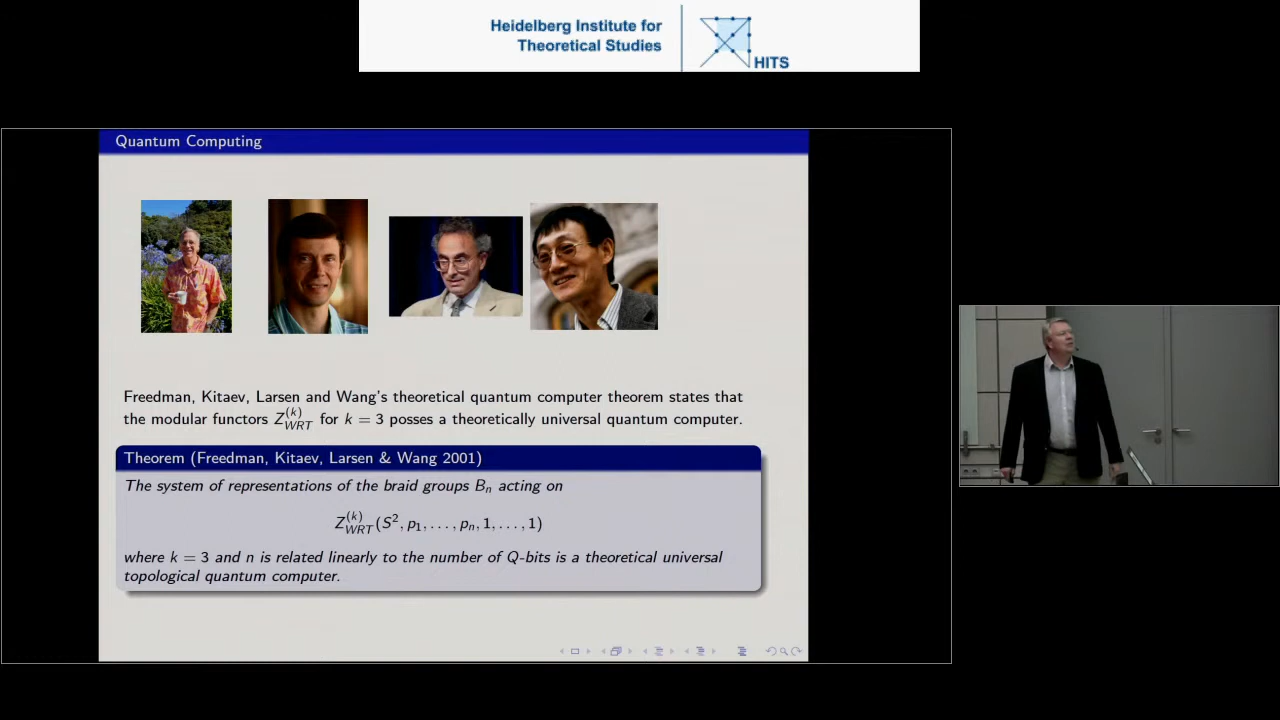 Heidelberg Institute for
Theoretical Studies
HITS
Quantum Computing
Freedman, Kitaev, Larsen and Wang's theoretical quantum computer theorem states that
the modular functors Z_{WRT}^{(k)} for k = 3 posses a theoretically universal quantum computer.
Theorem (Freedman, Kitaev, Larsen & Wang 2001)
The system of representations of the braid groups B_n acting on
Z_{WRT}^{(k)}(S^2, p_1, . . . , p_n, 1, . . . , 1)
where k = 3 and n is related linearly to the number of Q-bits is a theoretical universal
topological quantum computer.